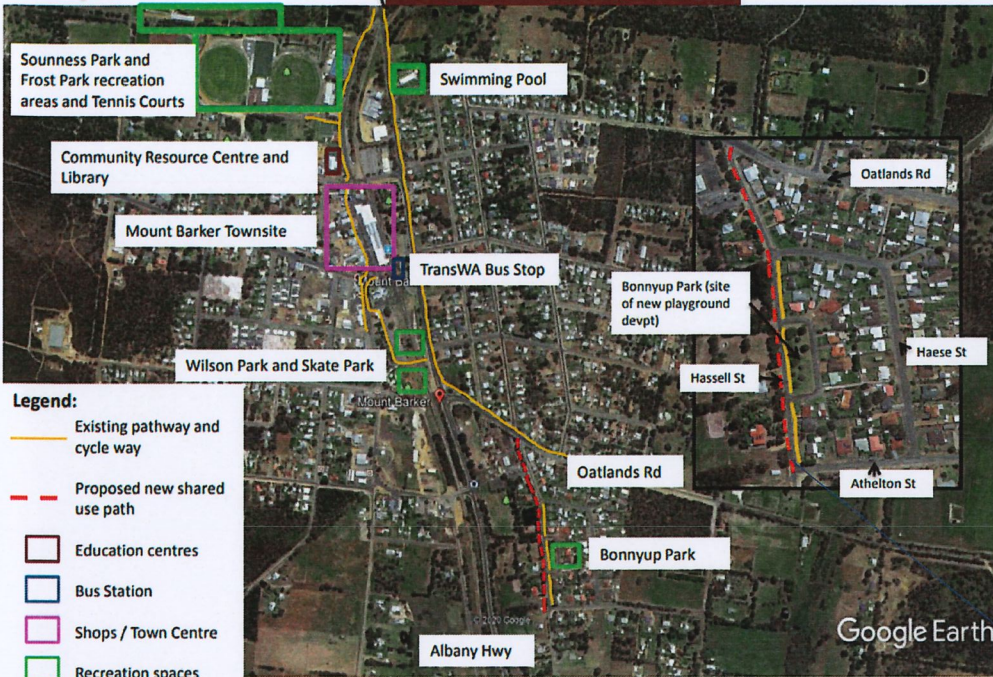 Sounness Park and
Frost Park recreation
areas and Tennis Courts
Swimming Pool
Community Resource Centre and
Library
Mount Barker Townsite
TransWA Bus Stop
Wilson Park and Skate Park
Mount Barker
Oatlands Rd
Bonnyup Park
Albany Hwy
© 2020 Google
Google Earth
Oatlands Rd
Bonnyup Park (site
of new playground
devpt)
Haese St
Hassell St
Athelton St
Legend:
Existing pathway and
cycle way
Proposed new shared
use path
Education centres
Bus Station
Shops / Town Centre
Recreation spaces